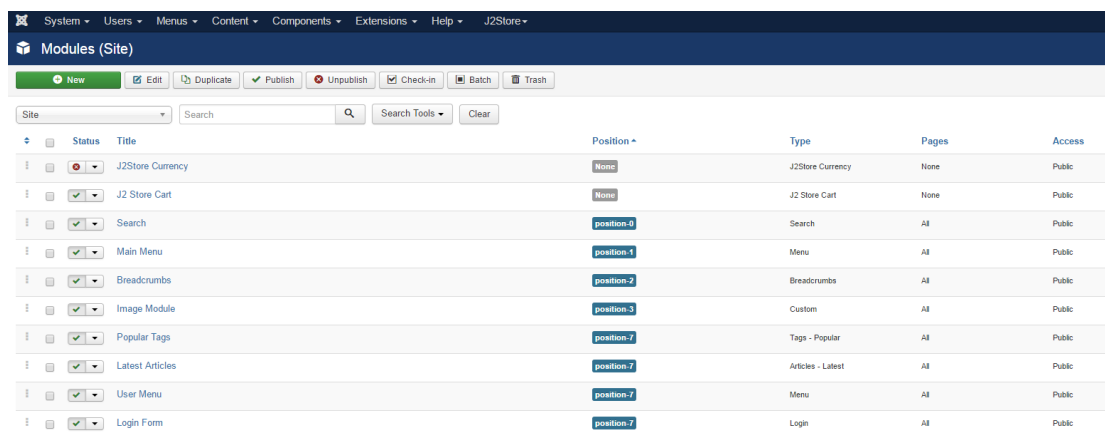 System Users Menus Content Components Extensions Help J2Store
Modules (Site)
New Edit Duplicate Publish Unpublish Check-in Batch Trash
Site Search Search Tools Clear
Status Title Position Type Pages Access
J2Store Currency None J2Store Currency None Public
J2 Store Cart None J2 Store Cart None Public
Search position-0 Search All Public
Main Menu position-1 Menu All Public
Breadcrumbs position-2 Breadcrumbs All Public
Image Module position-3 Custom All Public
Popular Tags position-7 Tags - Popular All Public
Latest Articles position-7 Articles - Latest All Public
User Menu position-7 Menu All Public
Login Form position-7 Login All Public